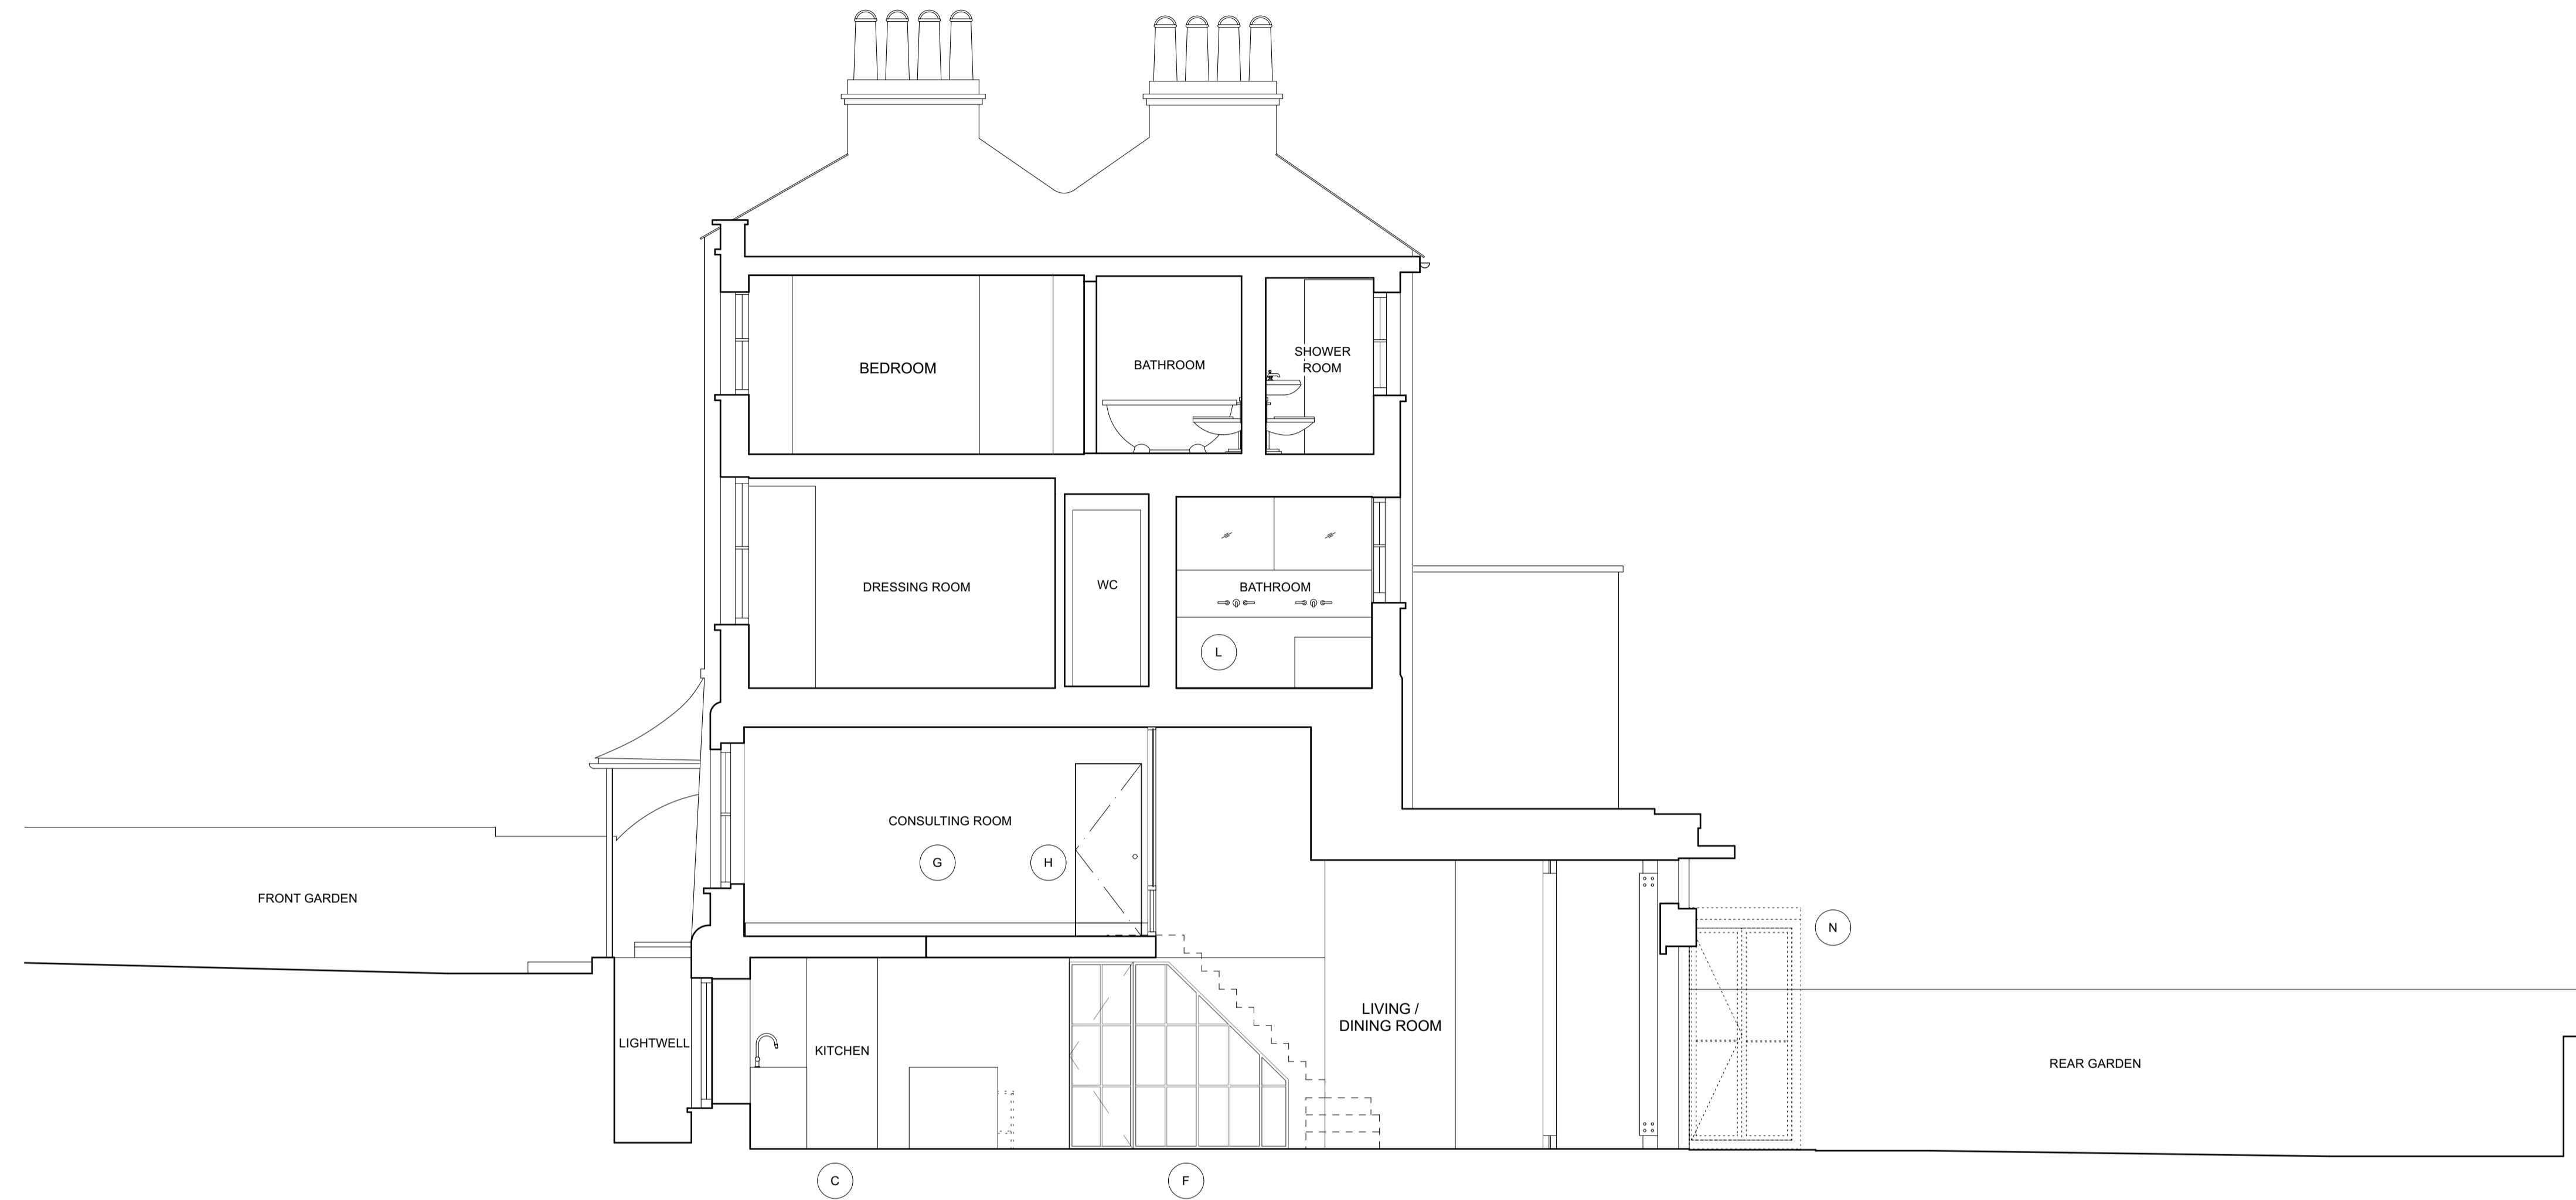 BEDROOM
BATHROOM
SHOWER
ROOM
DRESSING ROOM
WC
BATHROOM
L
CONSULTING ROOM
G
H
FRONT GARDEN
N
LIGHTWELL
KITCHEN
LIVING /
DINING ROOM
REAR GARDEN
C
F